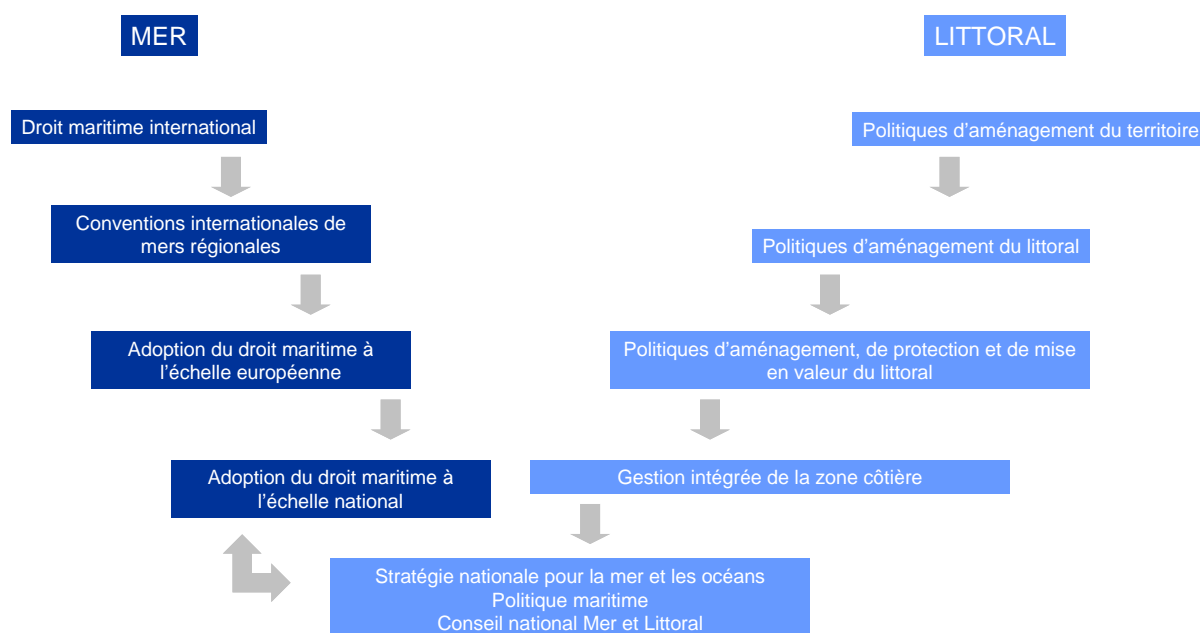 MER
LITTORAL
Droit maritime international
Politiques d’aménagement du territoire
Conventions internationales de
mers régionales
Politiques d’aménagement du littoral
Adoption du droit maritime à
l’échelle européenne
Politiques d’aménagement, de protection et de mise
en valeur du littoral
Adoption du droit maritime à
l’échelle national
Gestion intégrée de la zone côtière
Stratégie nationale pour la mer et les océans
Politique maritime
Conseil national Mer et Littoral